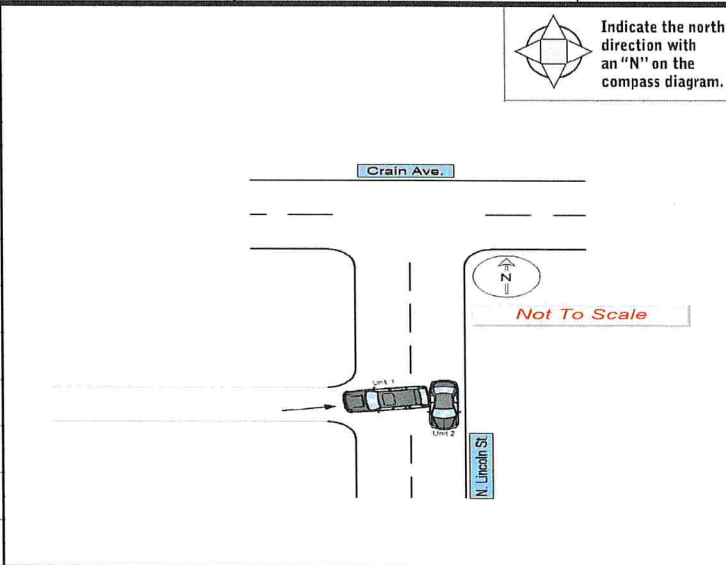 Indicate the north
direction with
an "N" on the
compass diagram.
Crain Ave.
N
Not To Scale
Unit 1
Unit 2
N. Lincoln St.